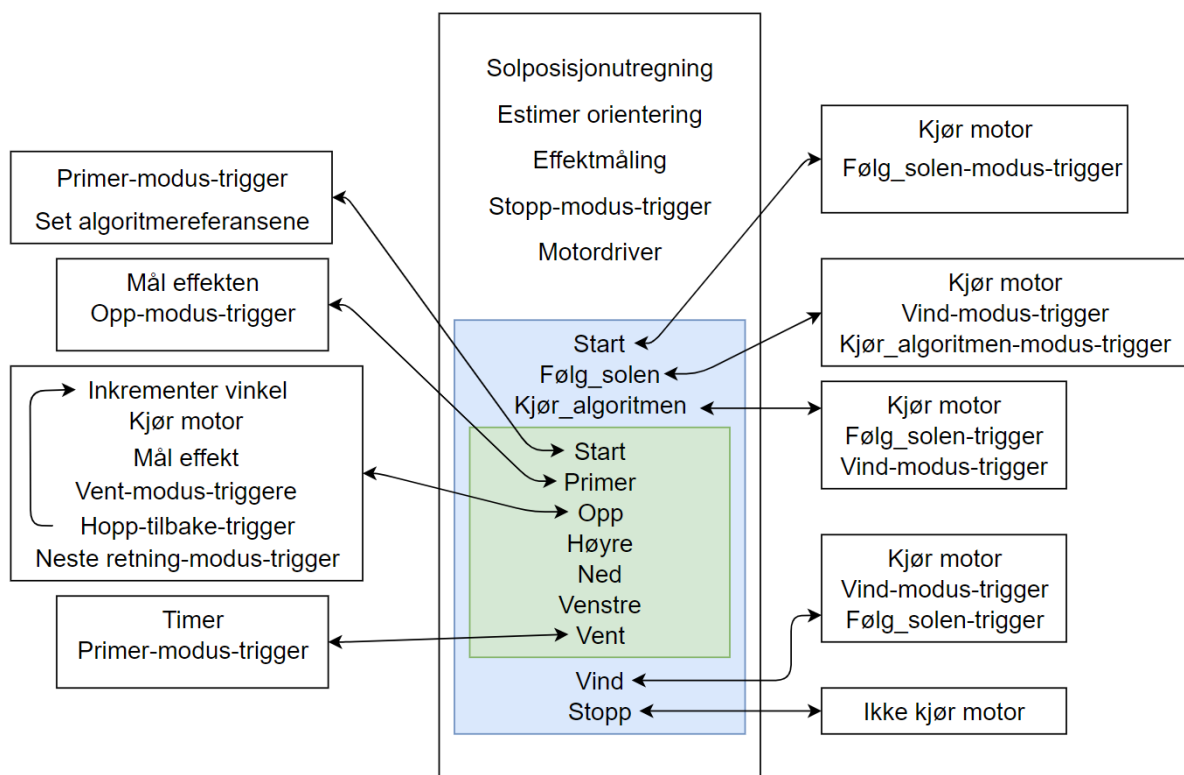 Solposisjonutregning
Estimer orientering
Effektmåling
Stopp-modus-trigger
Motordriver
Start
Følg_solen
Kjør_algoritmen
Start
Primer
Opp
Høyre
Ned
Venstre
Vent
Vind
Stopp
Primer-modus-trigger
Set algoritmereferansene
Mål effekten
Opp-modus-trigger
Inkrementer vinkel
Kjør motor
Mål effekt
Vent-modus-triggere
Hopp-tilbake-trigger
Neste retning-modus-trigger
Timer
Primer-modus-trigger
Kjør motor
Følg_solen-modus-trigger
Kjør motor
Vind-modus-trigger
Kjør_algoritmen-modus-trigger
Kjør motor
Følg_solen-trigger
Vind-modus-trigger
Kjør motor
Vind-modus-trigger
Følg_solen-trigger
Ikke kjør motor